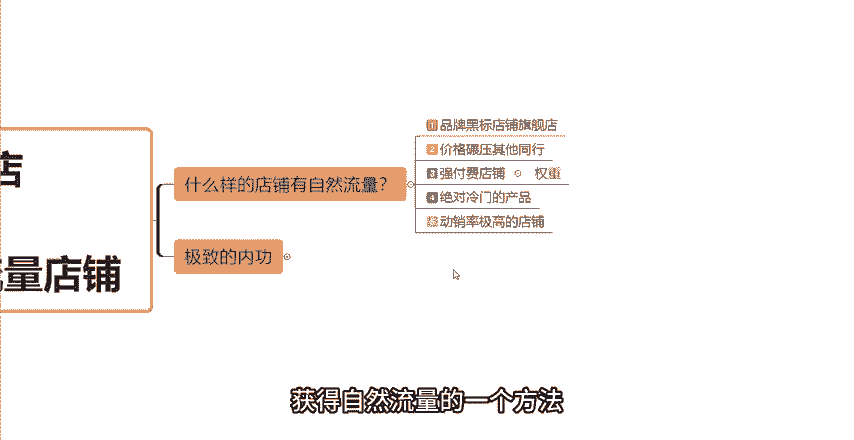 店
流量店铺
什么样的店铺有自然流量？
极致的内功
1 品牌黑标店铺旗舰店
2 价格碾压其他同行
3 强付费店铺 权重
4 绝对冷门的产品
5 动销率极高的店铺
获得自然流量的一个方法